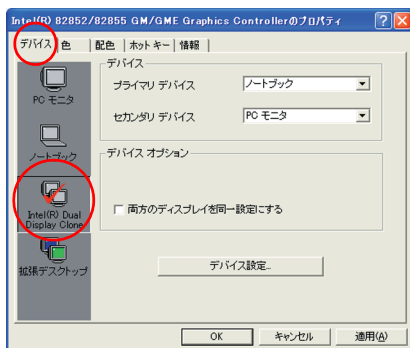 Intel(R) 82852/82855 GM/GME Graphics Controllerのプロパティ
デバイス 色 配色 ホットキー 情報
PC モニタ
ノートブック
Intel(R) Dual
Display Clone
拡張デスクトップ
デバイス
プライマリ デバイス ノートブック
セカンダリ デバイス PC モニタ
デバイス オプション
両方のディスプレイを同一設定にする
デバイス設定...
OK キャンセル 適用(A)